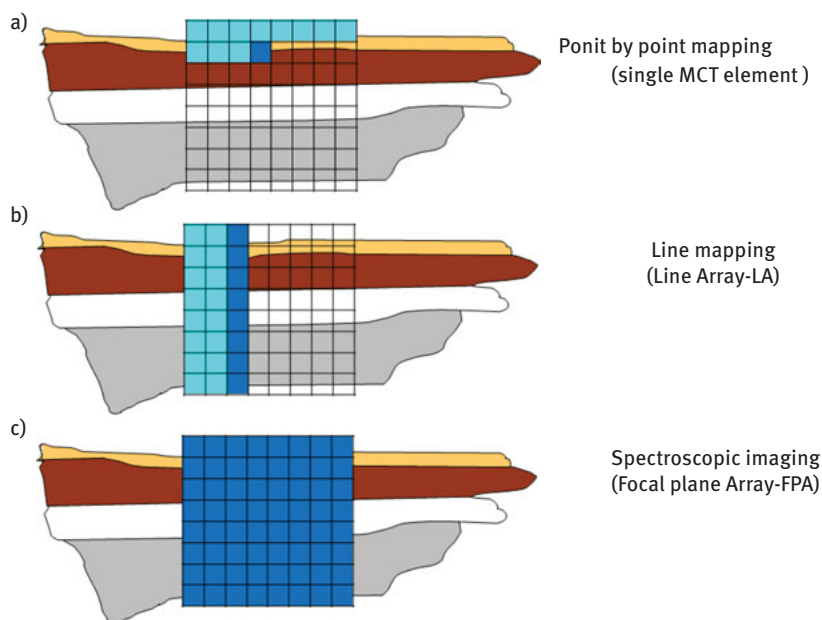 a)
Ponit by point mapping
(single MCT element )
b)
Line mapping
(Line Array-LA)
c)
Spectroscopic imaging
(Focal plane Array-FPA)